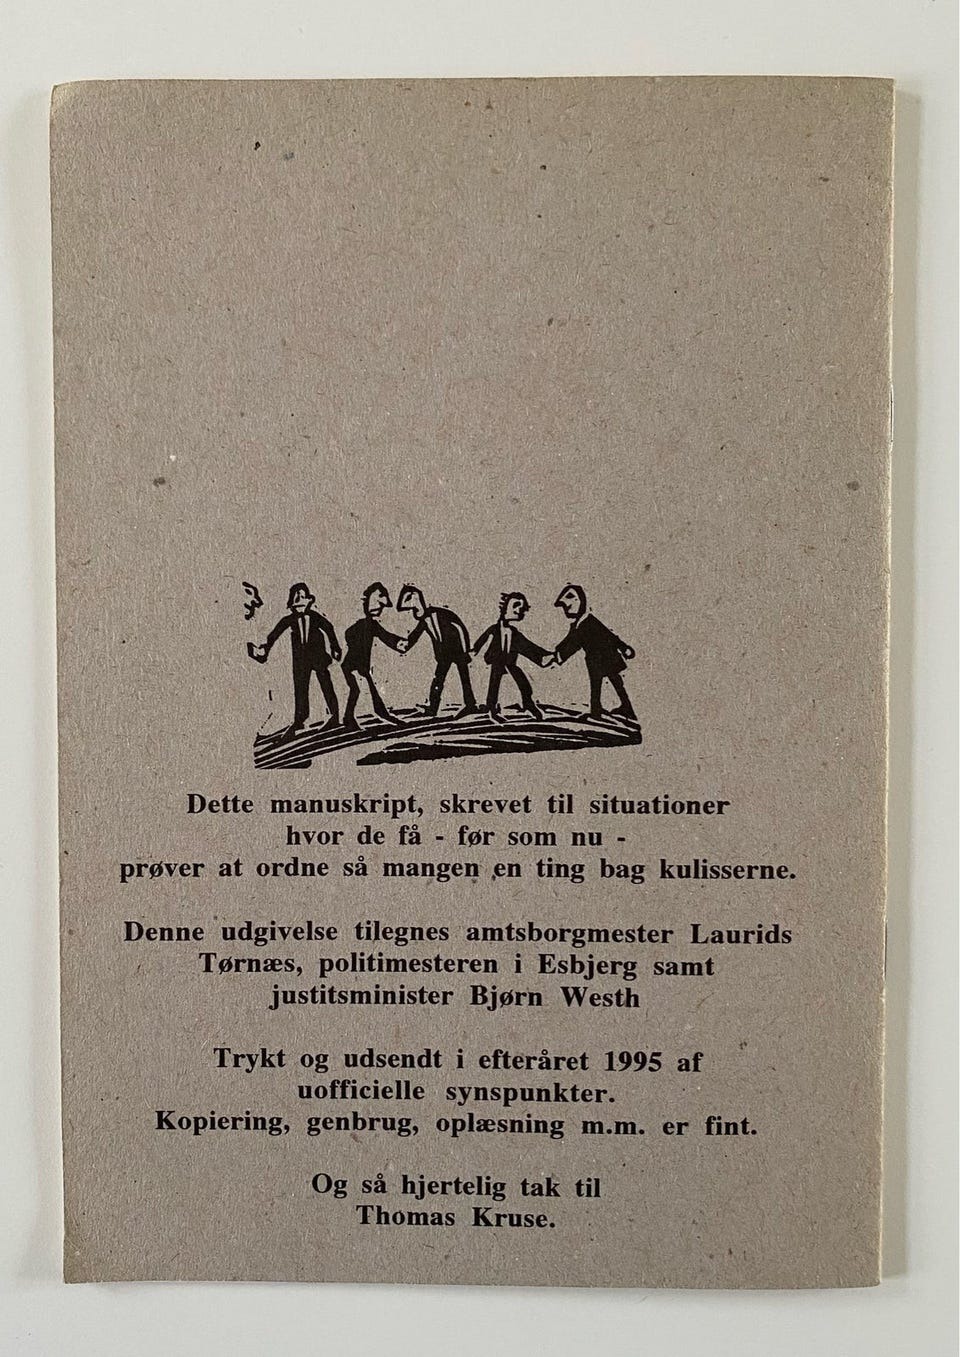 Dette manuskript, skrevet til situationer
hvor de få - før som nu -
prøver at ordne så mangen en ting bag kulisserne.
Denne udgivelse tilegnes amtsborgmester Laurids
Tørnæs, politimesteren i Esbjerg samt
justitsminister Bjørn Westh
Trykt og udsendt i efteråret 1995 af
uofficielle synspunkter.
Kopiering, genbrug, oplæsning m.m. er fint.
Og så hjertelig tak til
Thomas Kruse.